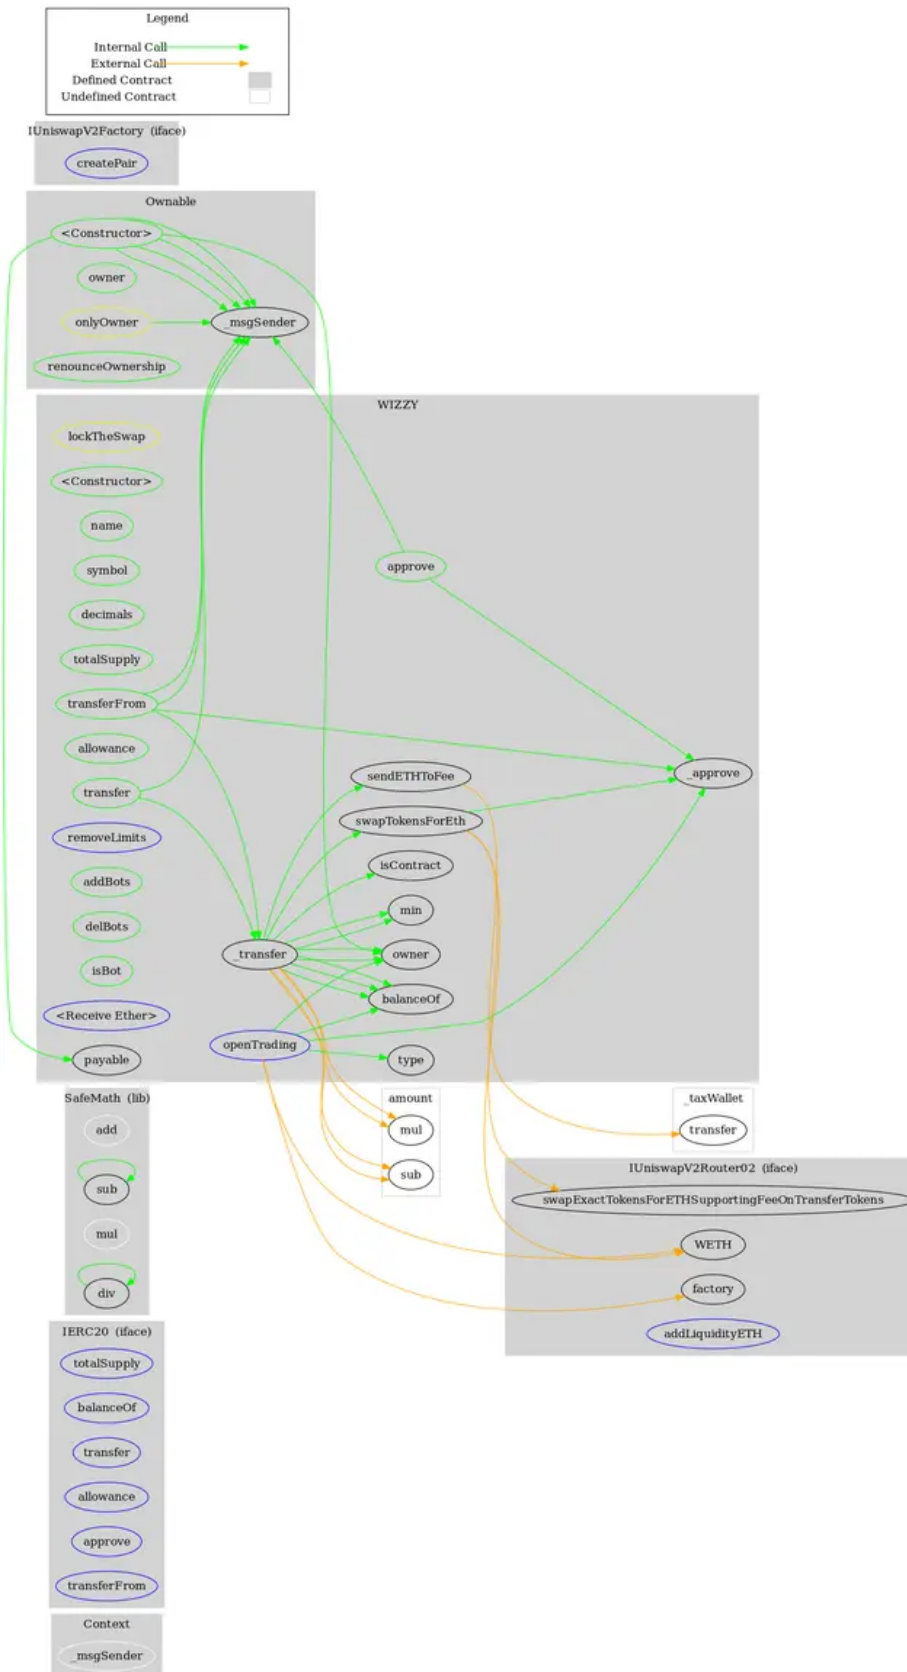 Legend
Internal Call
External Call
Defined Contract
Undefined Contract
IUniswapV2Factory (iface)
createPair
Ownable
<Constructor>
owner
onlyOwner
_msgSender
renounceOwnership
WIZZY
lockTheSwap
<Constructor>
name
approve
symbol
decimals
totalSupply
transferFrom
allowance
sendETHToFee
_approve
transfer
swapTokensForEth
removeLimits
isContract
addBots
min
delBots
_transfer
owner
isBot
balanceOf
<Receive Ether>
openTrading
payable
type
SafeMath (lib)
amount
_taxWallet
add
mul
transfer
IUniswapV2Router02 (iface)
sub
sub
swapExactTokensForETHSupportingFeeOnTransferTokens
mul
WETH
div
factory
IERC20 (iface)
addLiquidityETH
totalSupply
balanceOf
transfer
allowance
approve
transferFrom
Context
_msgSender